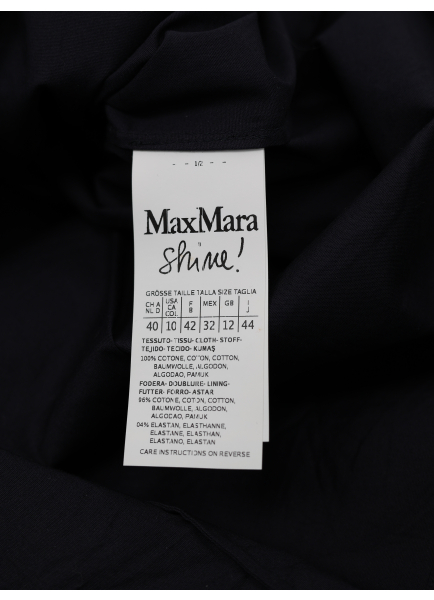 - - 1/2 - -
MaxMara
Shine!
GRÖSSE TAILLE TALLA SIZE TAGLIA
CH A NL D USA CA COL F B MEX GB I J
40 10 42 32 12 44
TESSUTO-TISSU-CLOTH-STOFF-
TEJIDO-TECIDO-KUMAŞ
100% COTONE, COTON, COTTON,
BAUMWOLLE, ALGODON,
ALGODAO, PAMUK
FODERA-DOUBLURE-LINING-
FUTTER-FORRO-ASTAR
96% COTONE, COTON, COTTON,
BAUMWOLLE, ALGODON,
ALGODAO, PAMUK
04% ELASTAN, ELASTHANNE,
ELASTANE, ELASTHAN,
ELASTANO, ELASTAN
CARE INSTRUCTIONS ON REVERSE